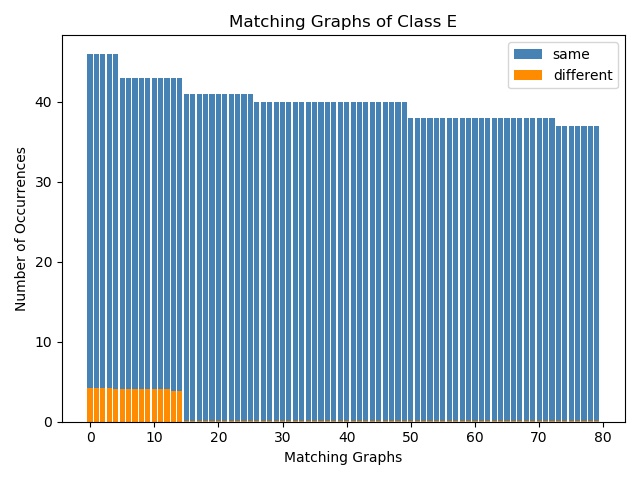 Matching Graphs of Class E
same
different
Number of Occurrences
40
30
20
10
0
0 10 20 30 40 50 60 70 80
Matching Graphs